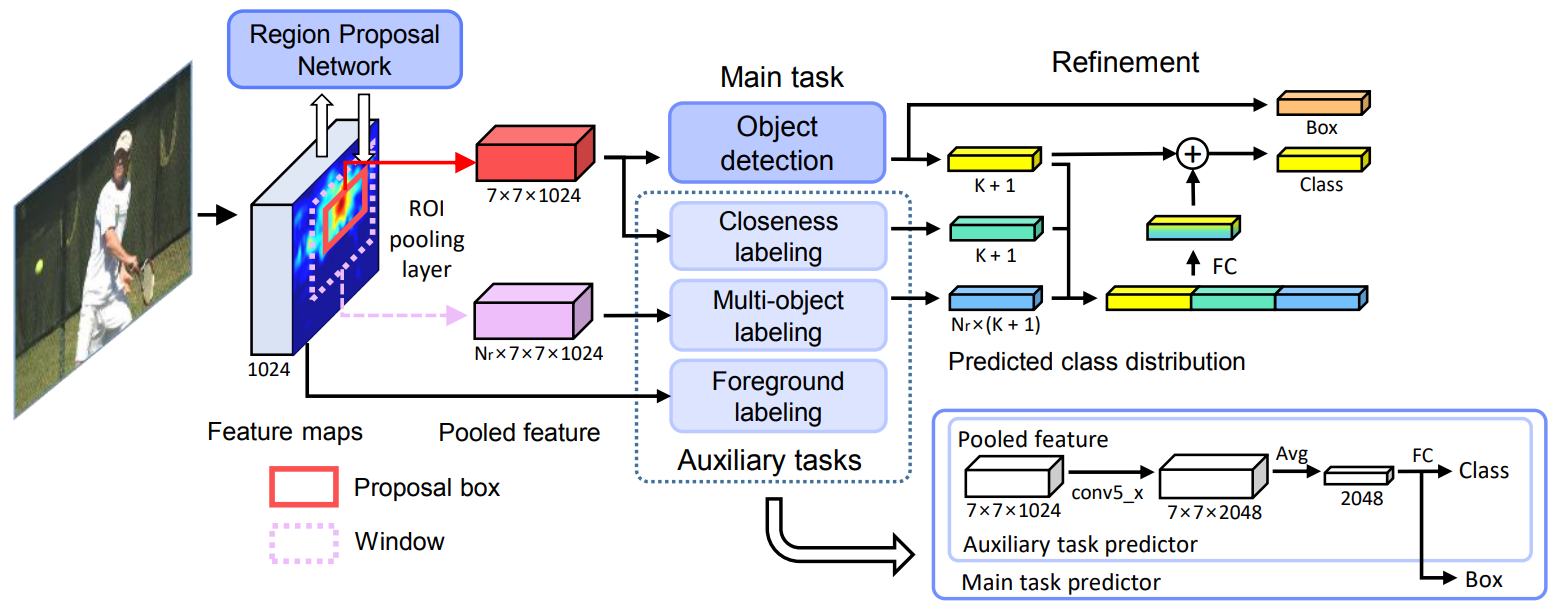 Region Proposal
Network
Main task
Refinement
Object
detection
Box
Class
7×7×1024
K + 1
ROI
pooling
layer
Closeness
labeling
K + 1
FC
Multi-object
labeling
Nr×7×7×1024
Nr×(K + 1)
1024
Foreground
labeling
Predicted class distribution
Feature maps
Pooled feature
Auxiliary tasks
Proposal box
Window
Pooled feature
Avg
FC
Class
conv5_x
7×7×1024
7×7×2048
2048
Auxiliary task predictor
Main task predictor
Box